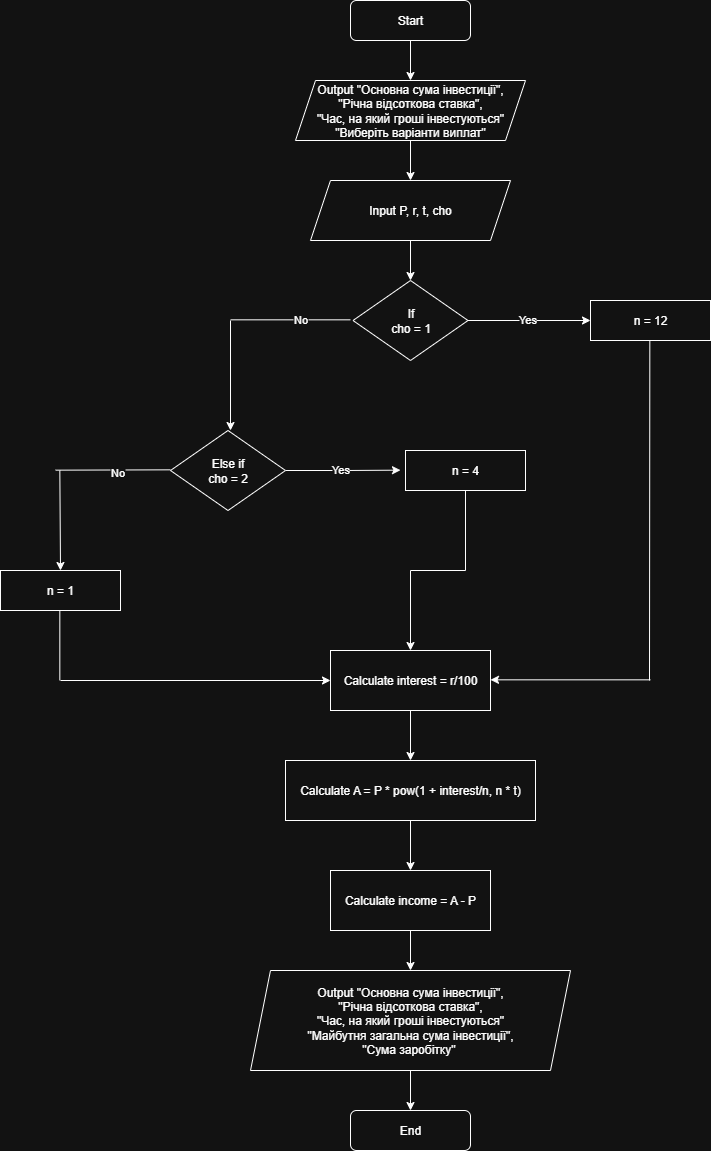 Start
Output "Основна сума інвестиції",
"Річна відсоткова ставка",
"Час, на який гроші інвестуються"
"Виберіть варіанти виплат"
Input P, r, t, cho
If
cho = 1
No
Yes
n = 12
Else if
cho = 2
No
Yes
n = 4
n = 1
Calculate interest = r/100
Calculate A = P * pow(1 + interest/n, n * t)
Calculate income = A - P
Output "Основна сума інвестиції",
"Річна відсоткова ставка",
"Час, на який гроші інвестуються"
"Майбутня загальна сума інвестиції",
"Сума заробітку"
End